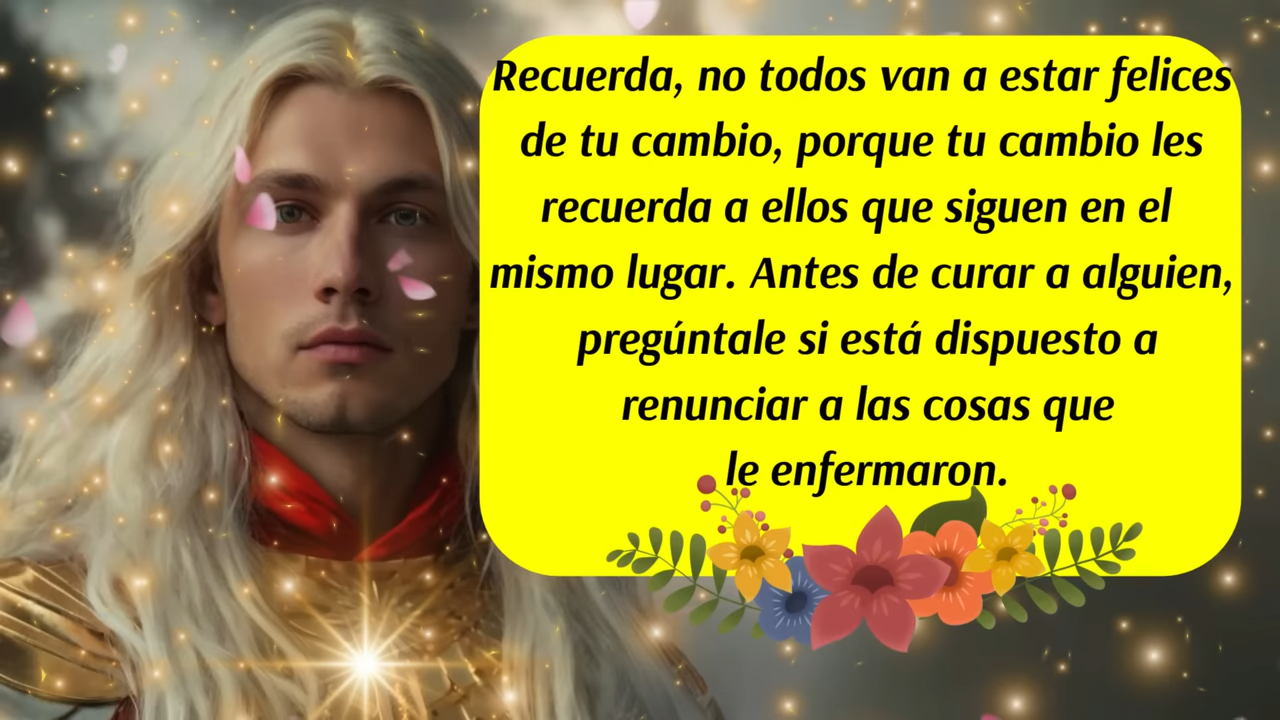 Recuerda, no todos van a estar felices
de tu cambio, porque tu cambio les
recuerda a ellos que siguen en el
mismo lugar. Antes de curar a alguien,
pregúntale si está dispuesto a
renunciar a las cosas que
le enfermaron.